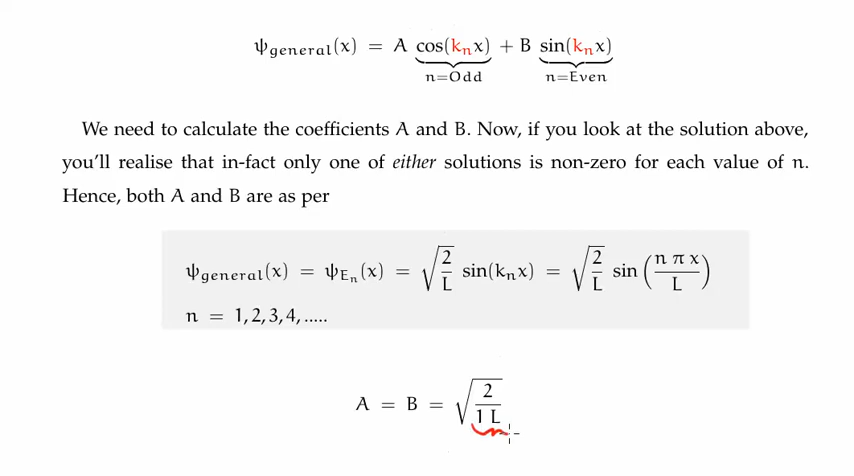 ψgeneral(x) = A cos(knx) + B sin(knx)
n=Odd n=Even
We need to calculate the coefficients A and B. Now, if you look at the solution above,
you'll realise that in-fact only one of either solutions is non-zero for each value of n.
Hence, both A and B are as per
ψgeneral(x) = ψEn(x) = √(2/L) sin(knx) = √(2/L) sin(n π x/L)
n = 1, 2, 3, 4, .....
A = B = √(2/1 L)